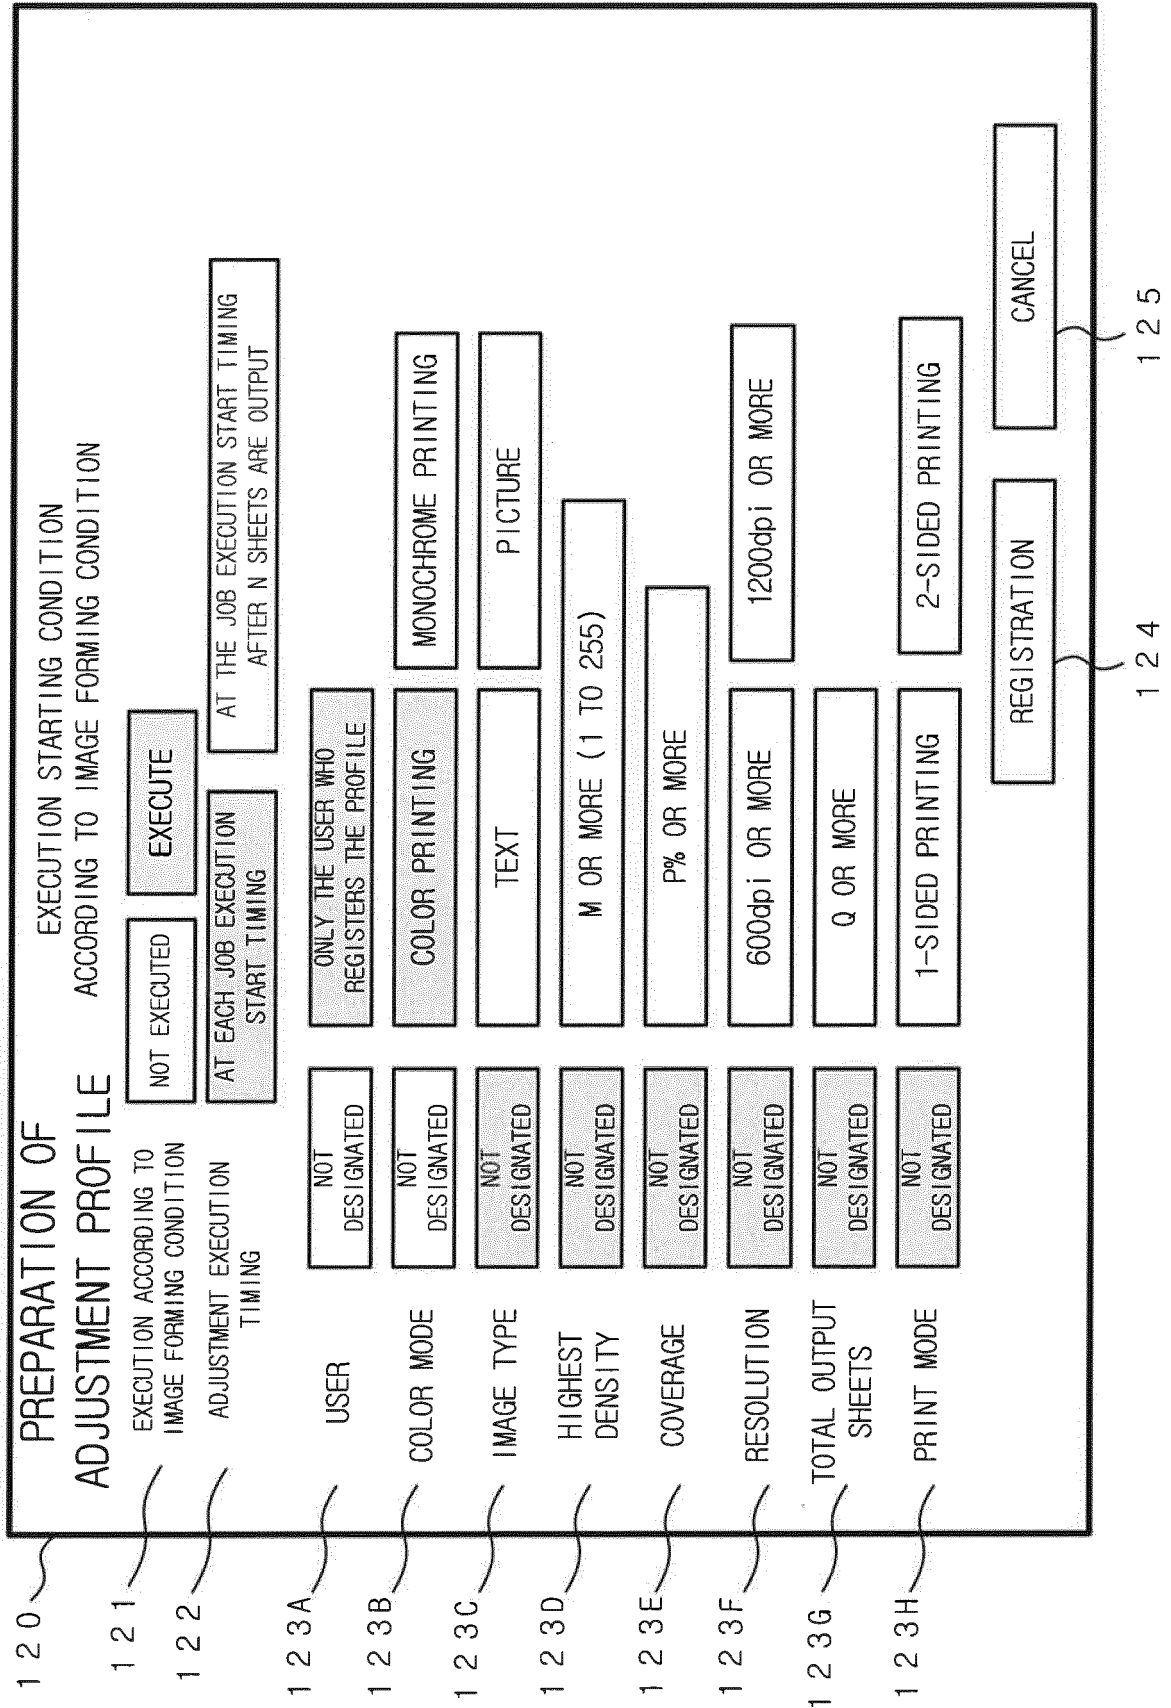 120
PREPARATION OF
ADJUSTMENT PROFILE
EXECUTION STARTING CONDITION
ACCORDING TO IMAGE FORMING CONDITION
121
EXECUTION ACCORDING TO
IMAGE FORMING CONDITION
NOT EXECUTED
EXECUTE
122
ADJUSTMENT EXECUTION
TIMING
AT EACH JOB EXECUTION
START TIMING
AT THE JOB EXECUTION START TIMING
AFTER N SHEETS ARE OUTPUT
123A
USER
NOT
DESIGNATED
ONLY THE USER WHO
REGISTERS THE PROFILE
123B
COLOR MODE
NOT
DESIGNATED
COLOR PRINTING
MONOCHROME PRINTING
123C
IMAGE TYPE
NOT
DESIGNATED
TEXT
PICTURE
123D
HIGHEST
DENSITY
NOT
DESIGNATED
M OR MORE (1 TO 255)
123E
COVERAGE
NOT
DESIGNATED
P% OR MORE
123F
RESOLUTION
NOT
DESIGNATED
600dpi OR MORE
1200dpi OR MORE
123G
TOTAL OUTPUT
SHEETS
NOT
DESIGNATED
Q OR MORE
123H
PRINT MODE
NOT
DESIGNATED
1-SIDED PRINTING
2-SIDED PRINTING
REGISTRATION
CANCEL
124
125